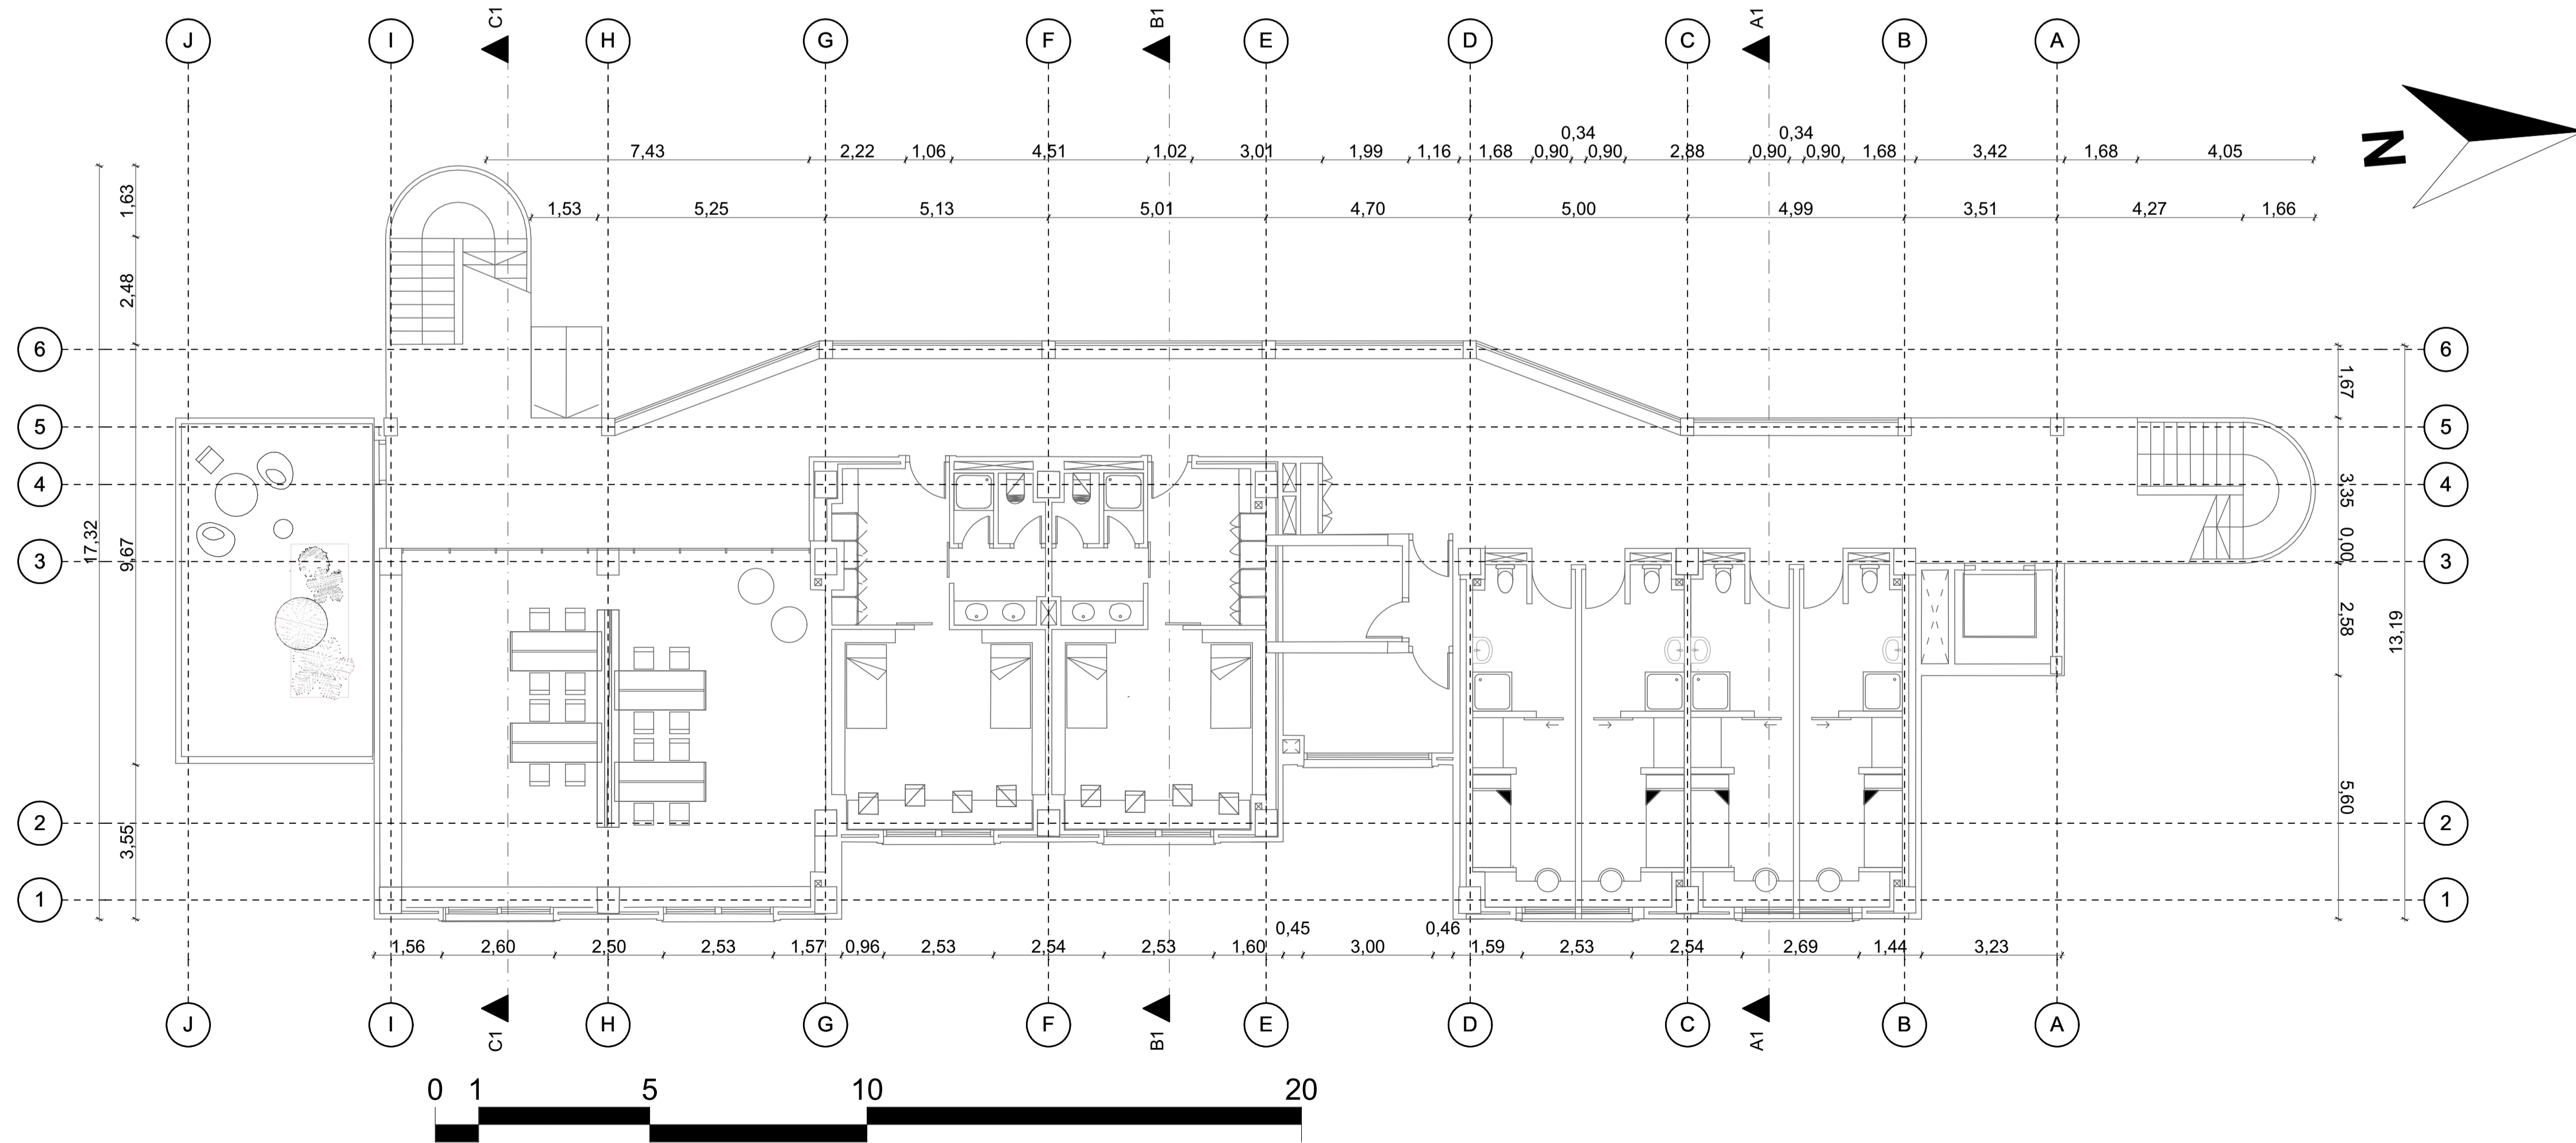 C1 B1 A1
J I H G F E D C B A
N
0,34 0,34
7,43 2,22 1,06 4,51 1,02 3,01 1,99 1,16 1,68 0,90 0,90 2,88 0,90 0,90 1,68 3,42 1,68 4,05
1,53 5,25 5,13 5,01 4,70 5,00 4,99 3,51 4,27 1,66
1,63
2,48
9,67
3,55
17,32
6 6
5 5
4 4
3 3
2 2
1 1
1,67
3,35
0,00
2,58
5,60
13,19
0,45 0,46
1,56 2,60 2,50 2,53 1,57 0,96 2,53 2,54 2,53 1,60 3,00 1,59 2,53 2,54 2,69 1,44 3,23
J I H G F E D C B A
C1 B1 A1
0 1 5 10 20